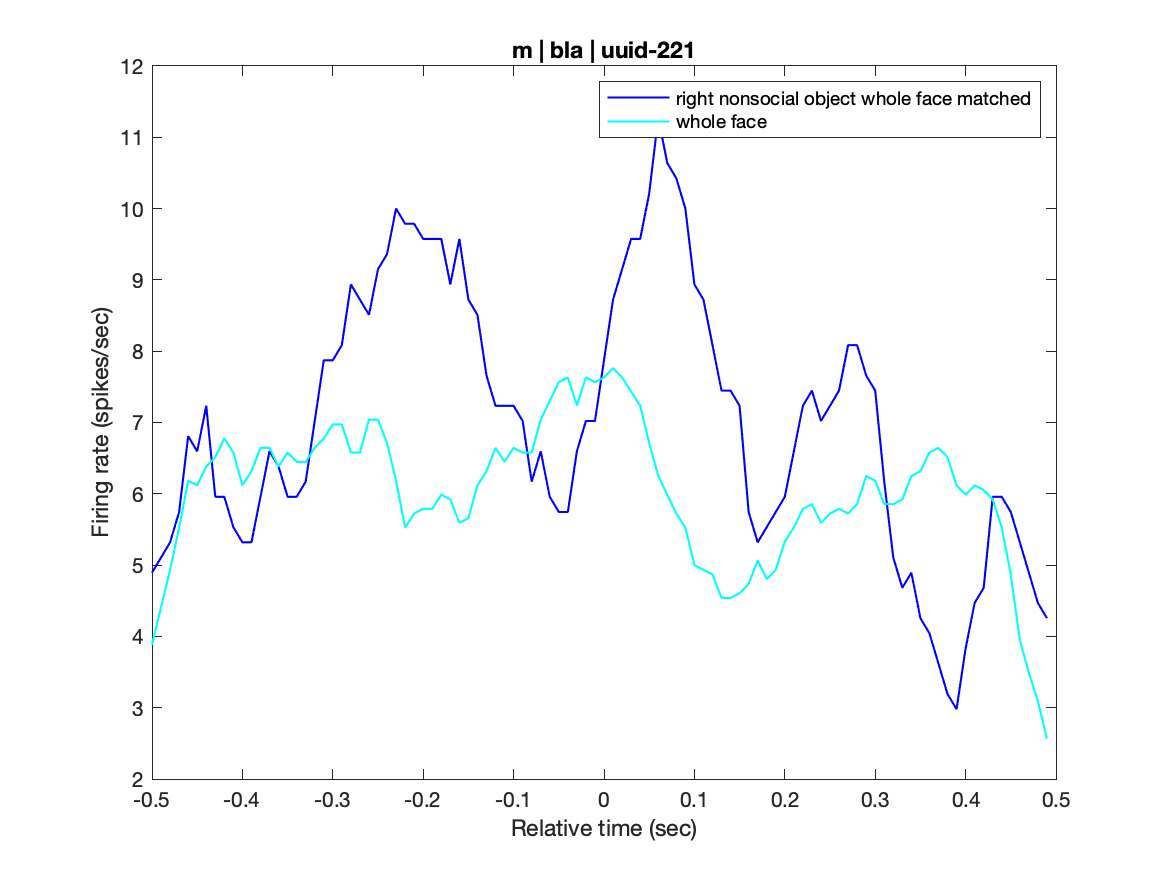 m | bla | uuid-221
12
right nonsocial object whole face matched
whole face
11
10
9
8
7
6
5
4
3
2
Firing rate (spikes/sec)
-0.5 -0.4 -0.3 -0.2 -0.1 0 0.1 0.2 0.3 0.4 0.5
Relative time (sec)